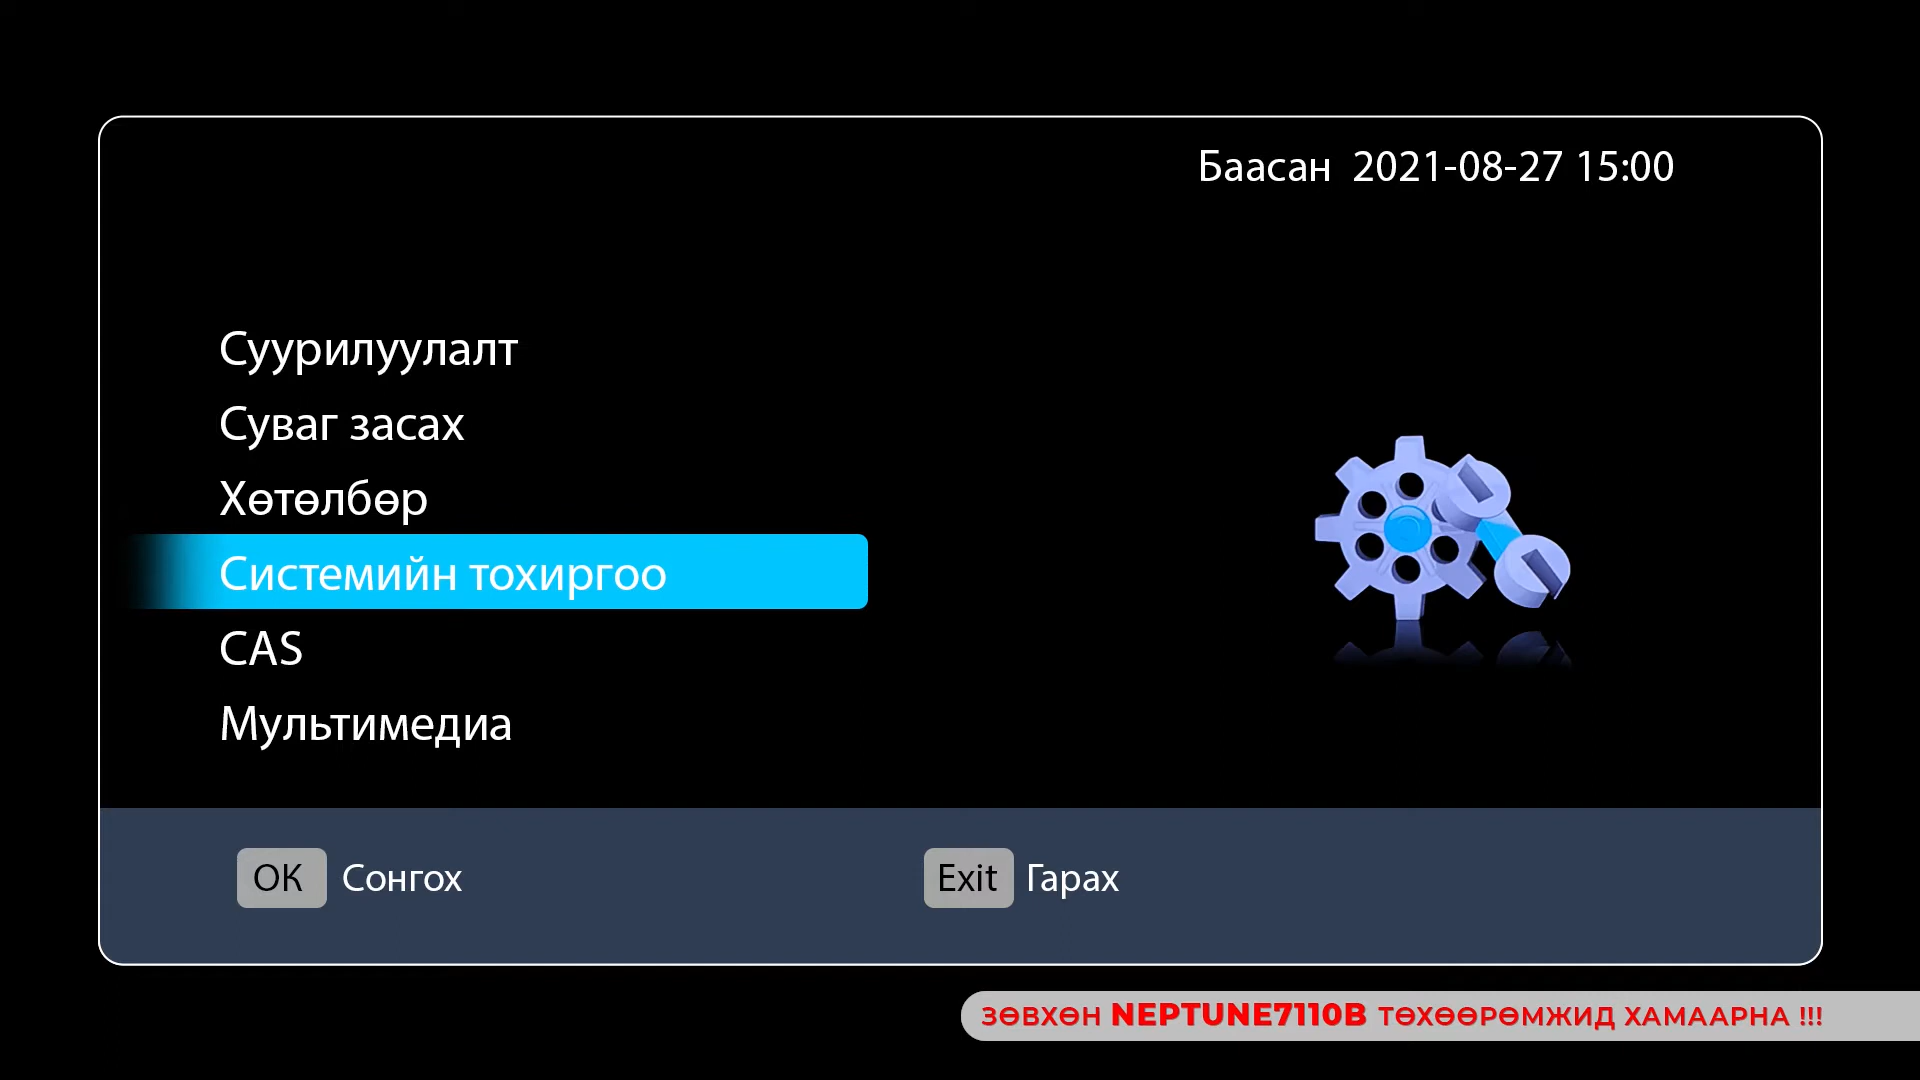 Баасан 2021-08-27 15:00
Суурилуулалт
Суваг засах
Хөтөлбөр
Системийн тохиргоо
CAS
Мультимедиа
OK Сонгох
Exit Гарах
ЗӨВХӨН NEPTUNE7110B ТӨХӨӨРӨМЖИД ХАМААРНА !!!